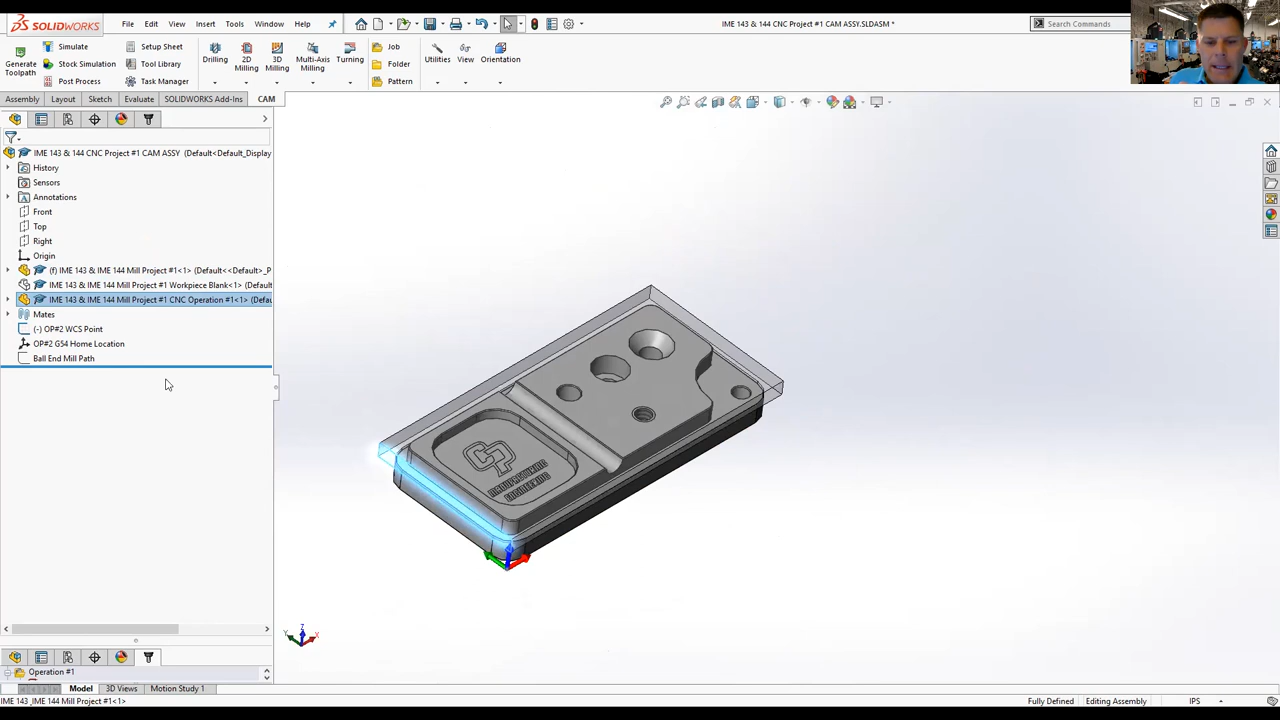 SOLIDWORKS
File Edit View Insert Tools Window Help
IME 143 & 144 CNC Project #1 CAM ASSY.SLDASM *
Search Commands
Generate Toolpath
Simulate
Stock Simulation
Post Process
Setup Sheet
Tool Library
Task Manager
Drilling
2D Milling
3D Milling
Multi-Axis Milling
Turning
Job
Folder
Pattern
Utilities
View
Orientation
Assembly Layout Sketch Evaluate SOLIDWORKS Add-Ins CAM
IME 143 & 144 CNC Project #1 CAM ASSY (Default<Default_Display
History
Sensors
Annotations
Front
Top
Right
Origin
(f) IME 143 & IME 144 Mill Project #1<1> (Default<<Default>_P
IME 143 & IME 144 Mill Project #1 Workpiece Blank<1> (Default
IME 143 & IME 144 Mill Project #1 CNC Operation #1<1> (Defau
Mates
(-) OP#2 WCS Point
OP#2 G54 Home Location
Ball End Mill Path
CP
MANUFACTURING
ENGINEERING
Z
Y X
Operation #1
Model 3D Views Motion Study 1
IME 143 _IME 144 Mill Project #1<1>
Fully Defined Editing Assembly IPS